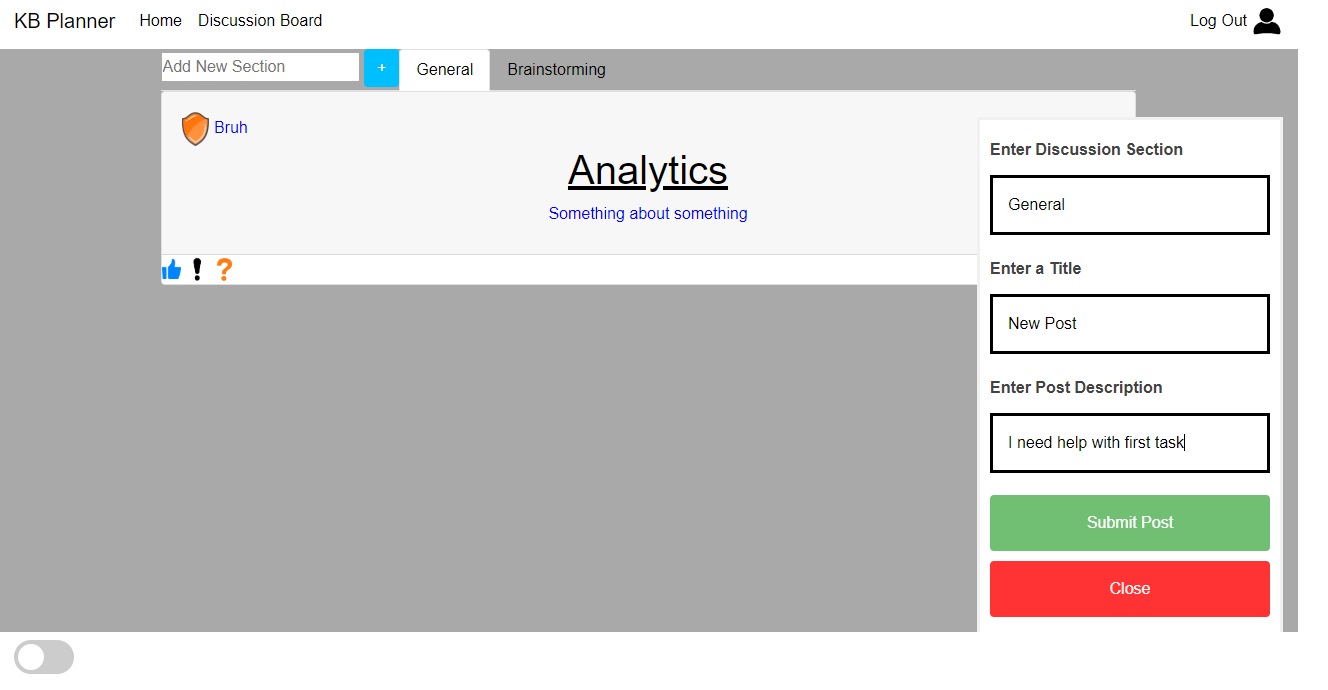 KB Planner Home Discussion Board Log Out
Add New Section + General Brainstorming
Bruh
Analytics
Something about something
Enter Discussion Section
General
Enter a Title
New Post
Enter Post Description
I need help with first task
Submit Post
Close